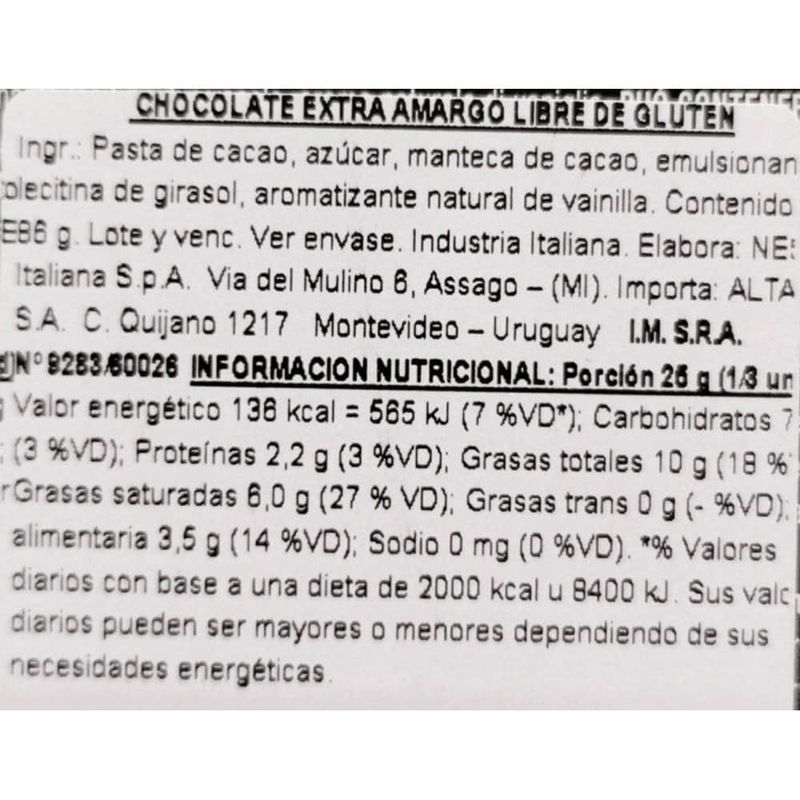 CHOCOLATE EXTRA AMARGO LIBRE DE GLUTEN
Ingr.: Pasta de cacao, azúcar, manteca de cacao, emulsionan
olecitina de girasol, aromatizante natural de vainilla. Contenido
E86 g. Lote y venc. Ver envase. Industria Italiana. Elabora: NES
Italiana S.p.A. Via del Mulino 6, Assago – (MI). Importa: ALTA
S.A. C. Quijano 1217 Montevideo – Uruguay I.M. S.R.A.
N° 9283/60026 INFORMACION NUTRICIONAL: Porción 25 g (1/3 un
Valor energético 136 kcal = 565 kJ (7 %VD*); Carbohidratos 7
(3 %VD); Proteínas 2,2 g (3 %VD); Grasas totales 10 g (18 %
Grasas saturadas 6,0 g (27 % VD); Grasas trans 0 g (- %VD);
alimentaria 3,5 g (14 %VD); Sodio 0 mg (0 %VD). *% Valores
diarios con base a una dieta de 2000 kcal u 8400 kJ. Sus valo
diarios pueden ser mayores o menores dependiendo de sus
necesidades energéticas.